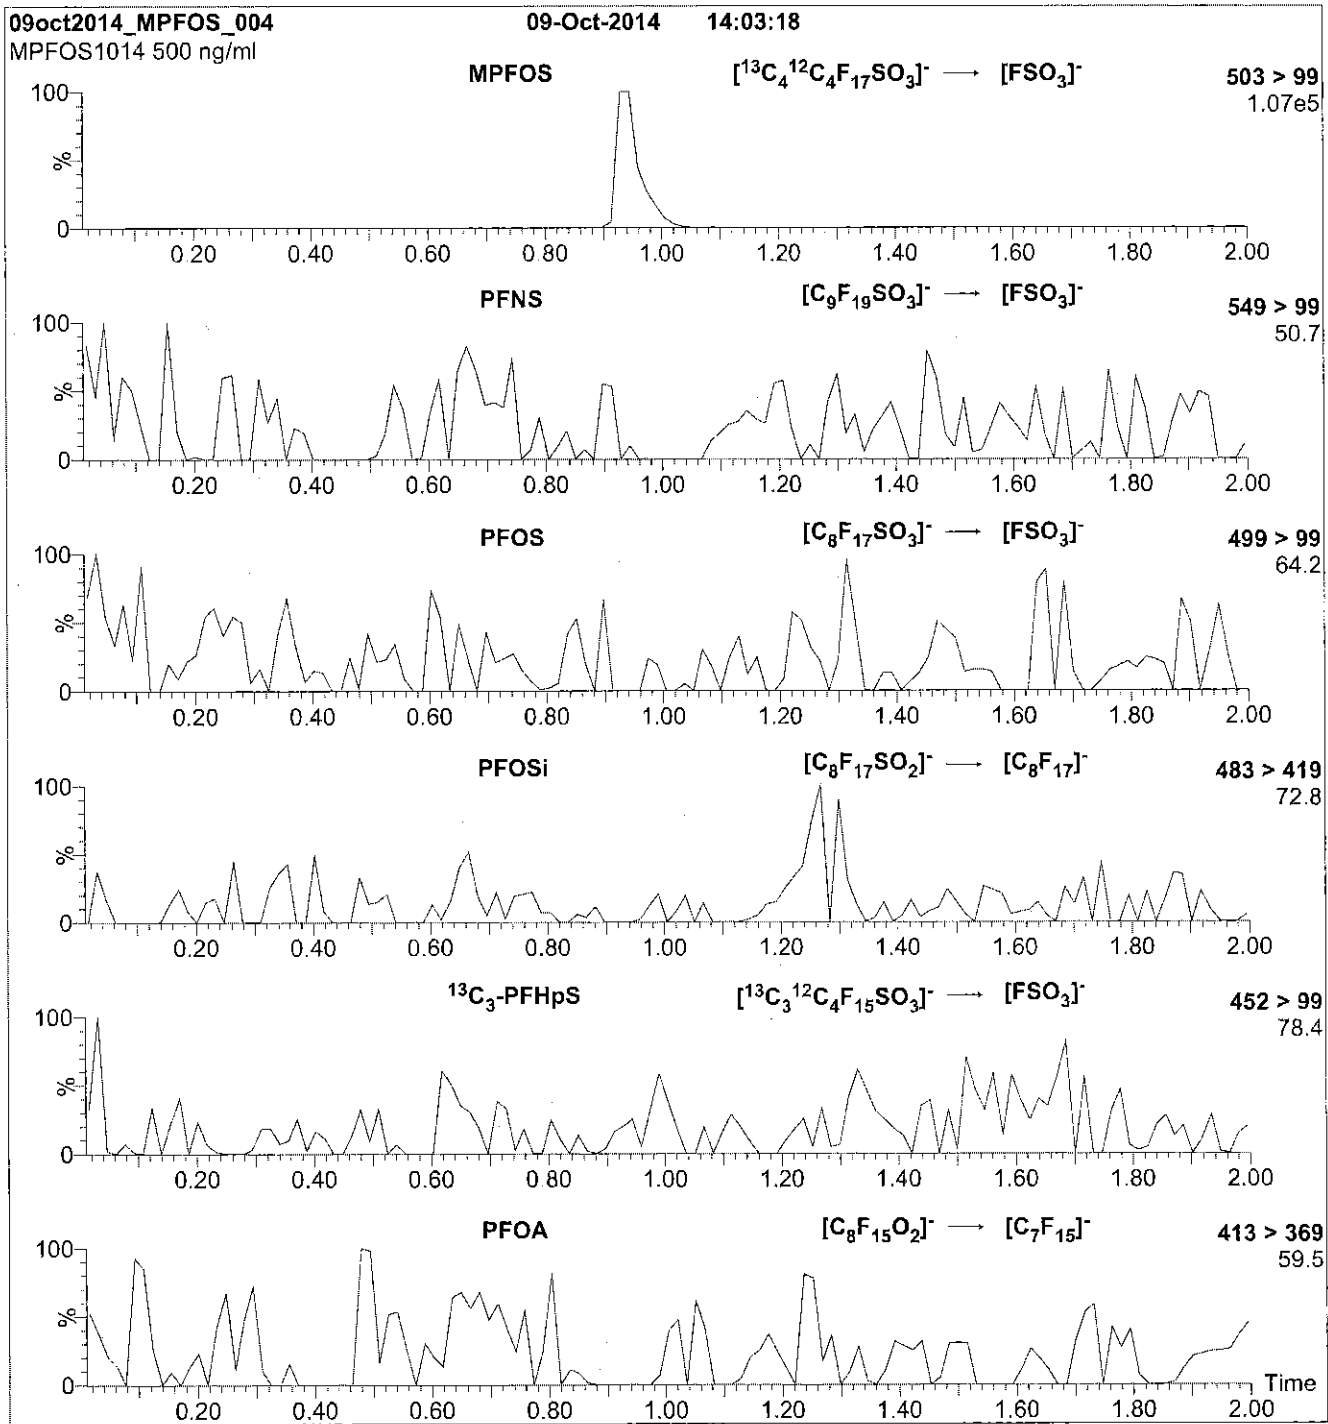 09oct2014_MPFOS_004 09-Oct-2014 14:03:18
MPFOS1014 500 ng/ml
MPFOS [¹³C₄¹²C₄F₁₇SO₃]⁻ → [FSO₃]⁻ 503 > 99
1.07e5
100
%
0
0.20 0.40 0.60 0.80 1.00 1.20 1.40 1.60 1.80 2.00
PFNS [C₉F₁₉SO₃]⁻ → [FSO₃]⁻ 549 > 99
50.7
100
%
0
0.20 0.40 0.60 0.80 1.00 1.20 1.40 1.60 1.80 2.00
PFOS [C₈F₁₇SO₃]⁻ → [FSO₃]⁻ 499 > 99
64.2
100
%
0
0.20 0.40 0.60 0.80 1.00 1.20 1.40 1.60 1.80 2.00
PFOSi [C₈F₁₇SO₂]⁻ → [C₈F₁₇]⁻ 483 > 419
72.8
100
%
0
0.20 0.40 0.60 0.80 1.00 1.20 1.40 1.60 1.80 2.00
¹³C₃-PFHpS [¹³C₃¹²C₄F₁₅SO₃]⁻ → [FSO₃]⁻ 452 > 99
78.4
100
%
0
0.20 0.40 0.60 0.80 1.00 1.20 1.40 1.60 1.80 2.00
PFOA [C₈F₁₅O₂]⁻ → [C₇F₁₅]⁻ 413 > 369
59.5
100
%
0 Time
0.20 0.40 0.60 0.80 1.00 1.20 1.40 1.60 1.80 2.00